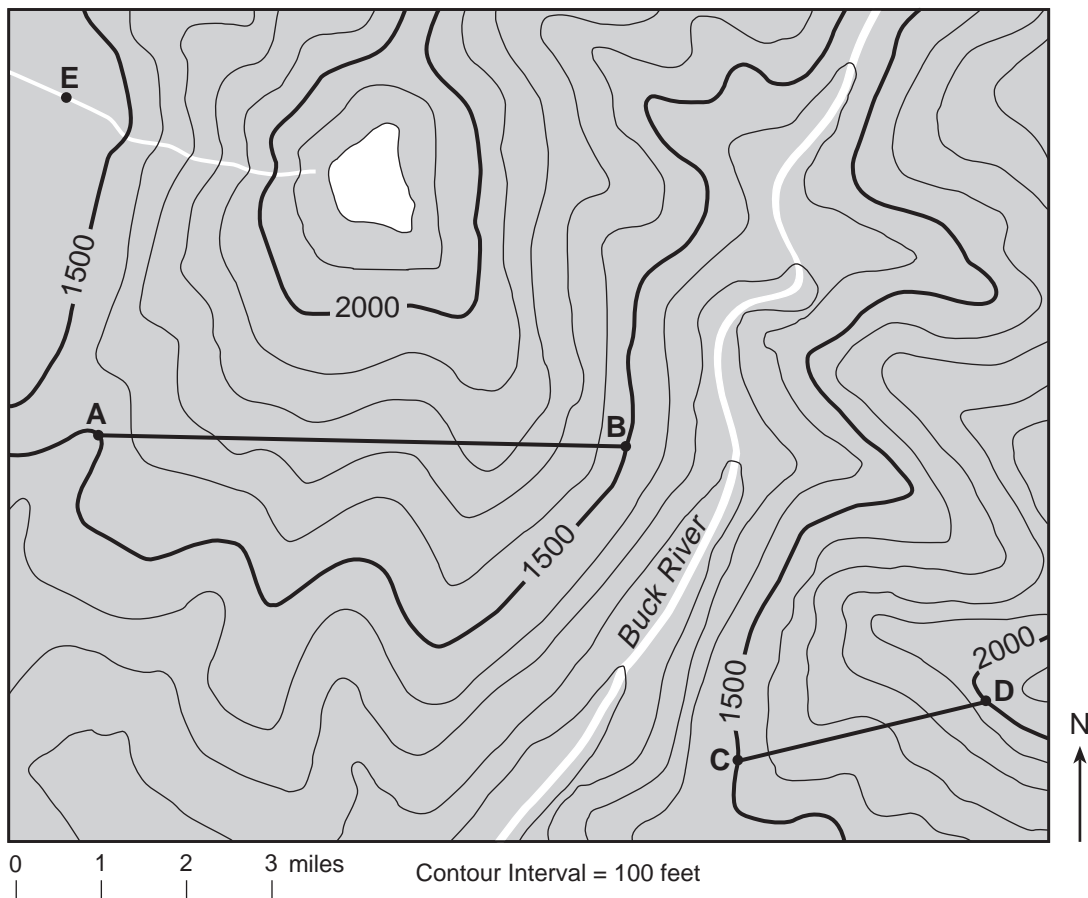 E
1500
2000
A
B
1500
Buck River
2000
1500
D
C
N
0 1 2 3 miles
Contour Interval = 100 feet